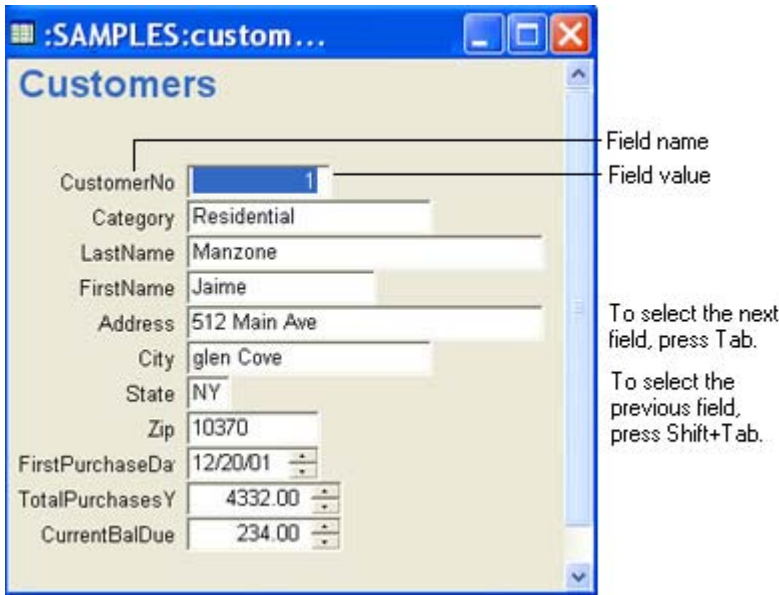 :SAMPLES:custom...
Customers
Field name
CustomerNo 1 Field value
Category Residential
LastName Manzone
FirstName Jaime
Address 512 Main Ave
City glen Cove
State NY
Zip 10370
FirstPurchaseDa 12/20/01
TotalPurchasesY 4332.00
CurrentBalDue 234.00
To select the next
field, press Tab.
To select the
previous field,
press Shift+Tab.